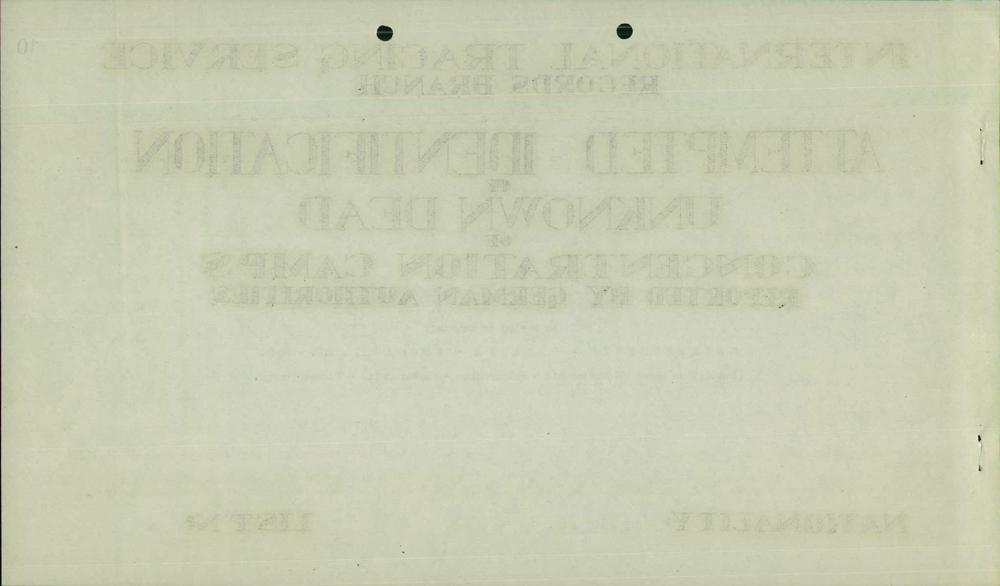 10
INTERNATIONAL TRACING SERVICE
RECORDS BRANCH
ATTEMPTED IDENTIFICATION
OF
UNKNOWN DEAD
OF
CONCENTRATION CAMPS
REPORTED BY GERMAN AUTHORITIES
NATIONALITY
LIST №